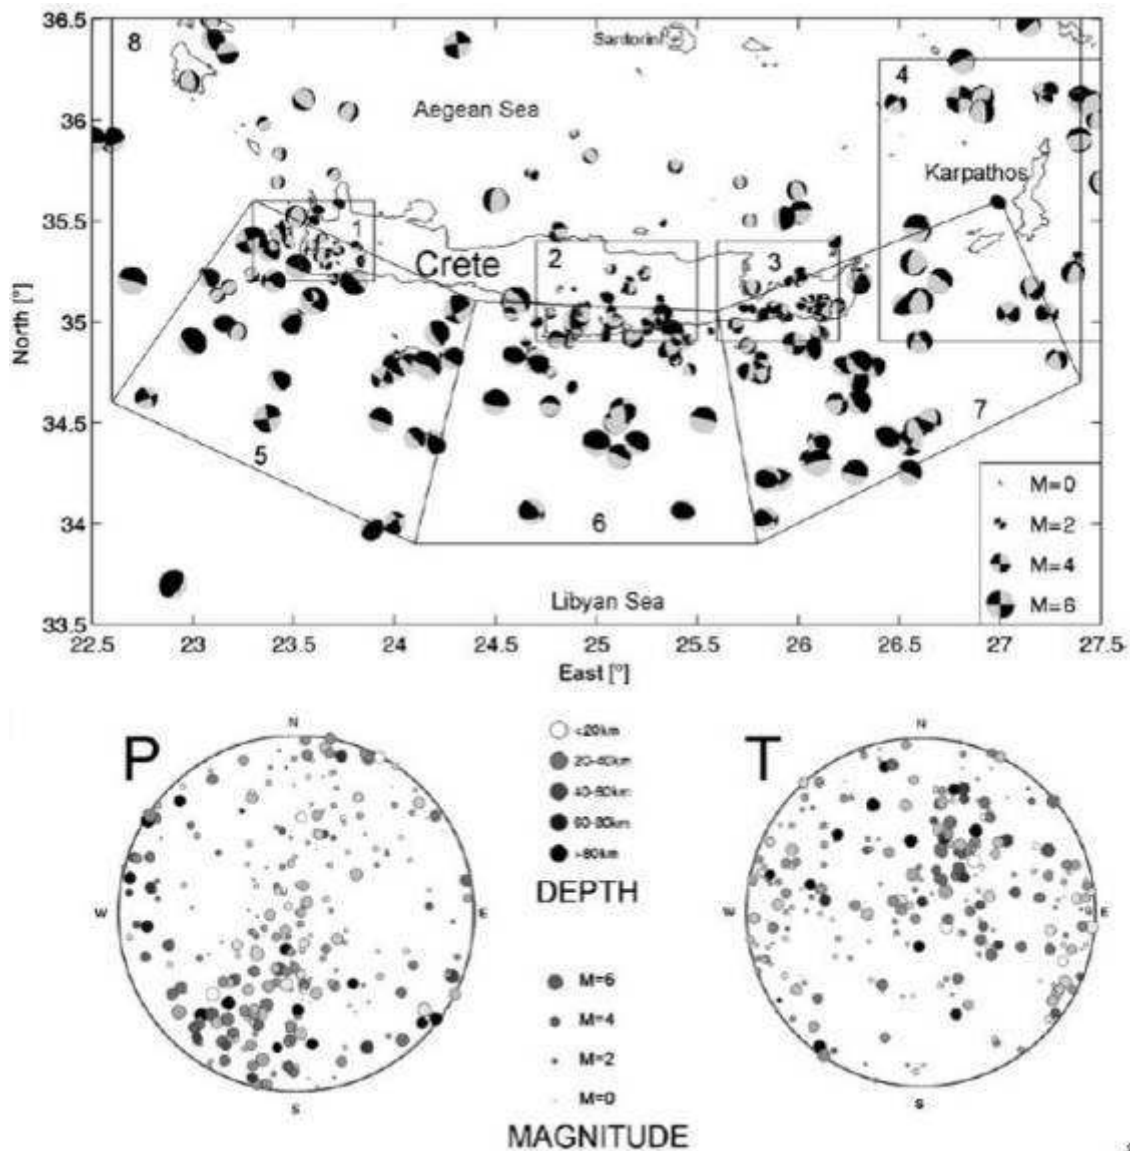 36.5
8
Santorini
4
36
Aegean Sea
Karpathos
35.5
1
Crete
2
3
35
North [°]
34.5
5
7
6
34
M=0
M=2
M=4
M=6
Libyan Sea
33.5
22.5 23 23.5 24 24.5 25 25.5 26 26.5 27 27.5
East [°]
P
N
W
E
S
<20km
20-40km
40-60km
60-80km
>80km
DEPTH
M=6
M=4
M=2
M=0
MAGNITUDE
T
N
W
E
S